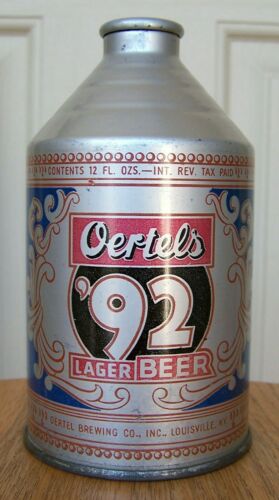 CONTENTS 12 FL. OZS.—INT. REV. TAX PAID
Oertel's
'92
LAGER BEER
OERTEL BREWING CO., INC., LOUISVILLE, KY.